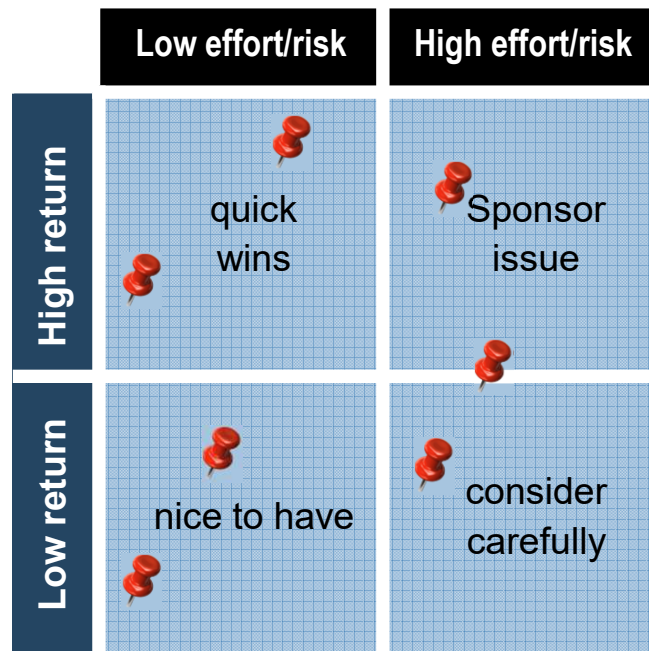 Low effort/risk
High effort/risk
High return
quick
wins
Sponsor
issue
Low return
nice to have
consider
carefully